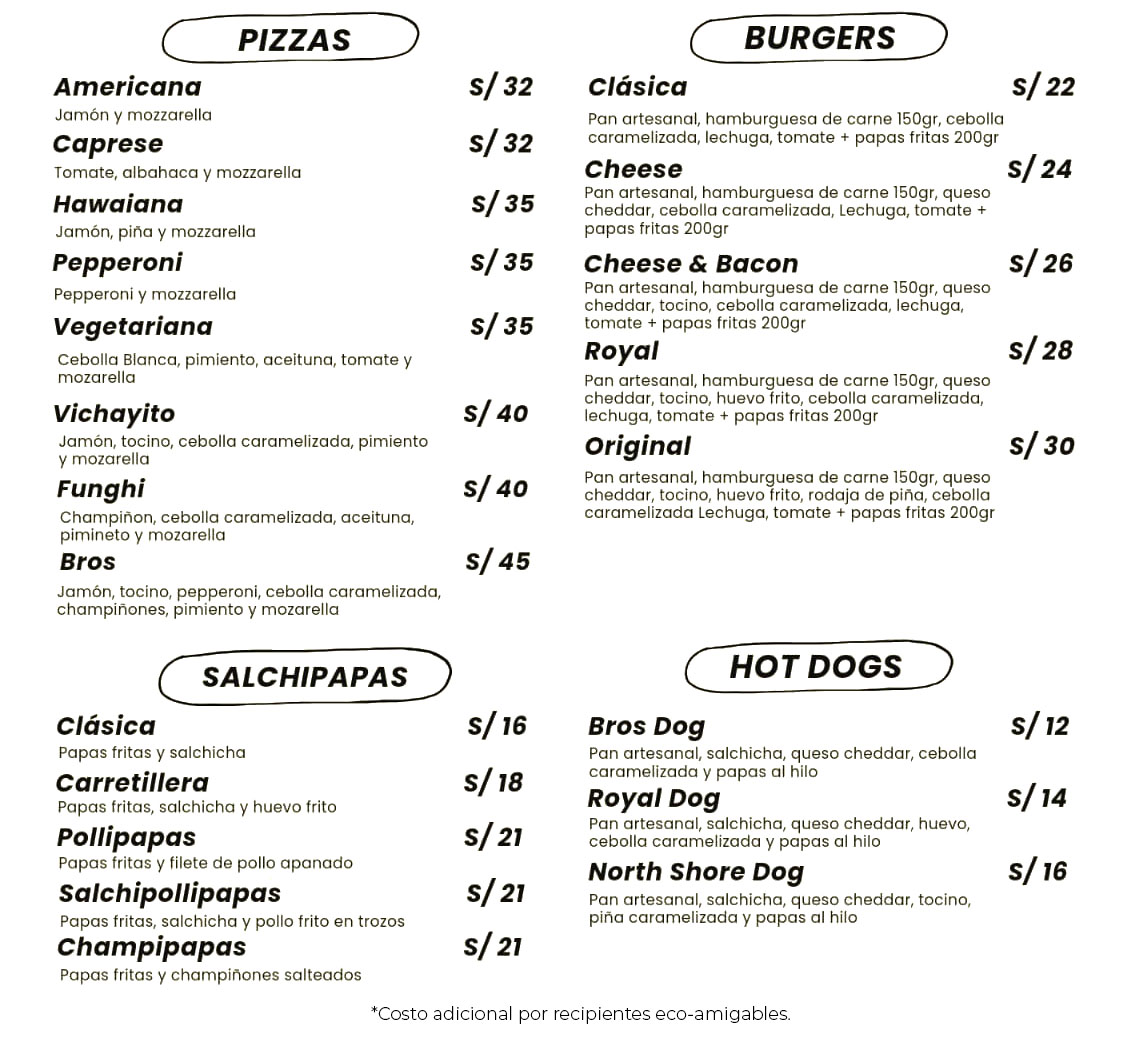 PIZZAS
Americana S/ 32
Jamón y mozzarella
Caprese S/ 32
Tomate, albahaca y mozzarella
Hawaiana S/ 35
Jamón, piña y mozzarella
Pepperoni S/ 35
Pepperoni y mozzarella
Vegetariana S/ 35
Cebolla Blanca, pimiento, aceituna, tomate y
mozarella
Vichayito S/ 40
Jamón, tocino, cebolla caramelizada, pimiento
y mozarella
Funghi S/ 40
Champiñon, cebolla caramelizada, aceituna,
pimineto y mozarella
Bros S/ 45
Jamón, tocino, pepperoni, cebolla caramelizada,
champiñones, pimiento y mozarella
BURGERS
Clásica S/ 22
Pan artesanal, hamburguesa de carne 150gr, cebolla
caramelizada, lechuga, tomate + papas fritas 200gr
Cheese S/ 24
Pan artesanal, hamburguesa de carne 150gr, queso
cheddar, cebolla caramelizada, Lechuga, tomate +
papas fritas 200gr
Cheese & Bacon S/ 26
Pan artesanal, hamburguesa de carne 150gr, queso
cheddar, tocino, cebolla caramelizada, lechuga,
tomate + papas fritas 200gr
Royal S/ 28
Pan artesanal, hamburguesa de carne 150gr, queso
cheddar, tocino, huevo frito, cebolla caramelizada,
lechuga, tomate + papas fritas 200gr
Original S/ 30
Pan artesanal, hamburguesa de carne 150gr, queso
cheddar, tocino, huevo frito, rodaja de piña, cebolla
caramelizada Lechuga, tomate + papas fritas 200gr
SALCHIPAPAS
Clásica S/ 16
Papas fritas y salchicha
Carretillera S/ 18
Papas fritas, salchicha y huevo frito
Pollipapas S/ 21
Papas fritas y filete de pollo apanado
Salchipollipapas S/ 21
Papas fritas, salchicha y pollo frito en trozos
Champipapas S/ 21
Papas fritas y champiñones salteados
HOT DOGS
Bros Dog S/ 12
Pan artesanal, salchicha, queso cheddar, cebolla
caramelizada y papas al hilo
Royal Dog S/ 14
Pan artesanal, salchicha, queso cheddar, huevo,
cebolla caramelizada y papas al hilo
North Shore Dog S/ 16
Pan artesanal, salchicha, queso cheddar, tocino,
piña caramelizada y papas al hilo
*Costo adicional por recipientes eco-amigables.